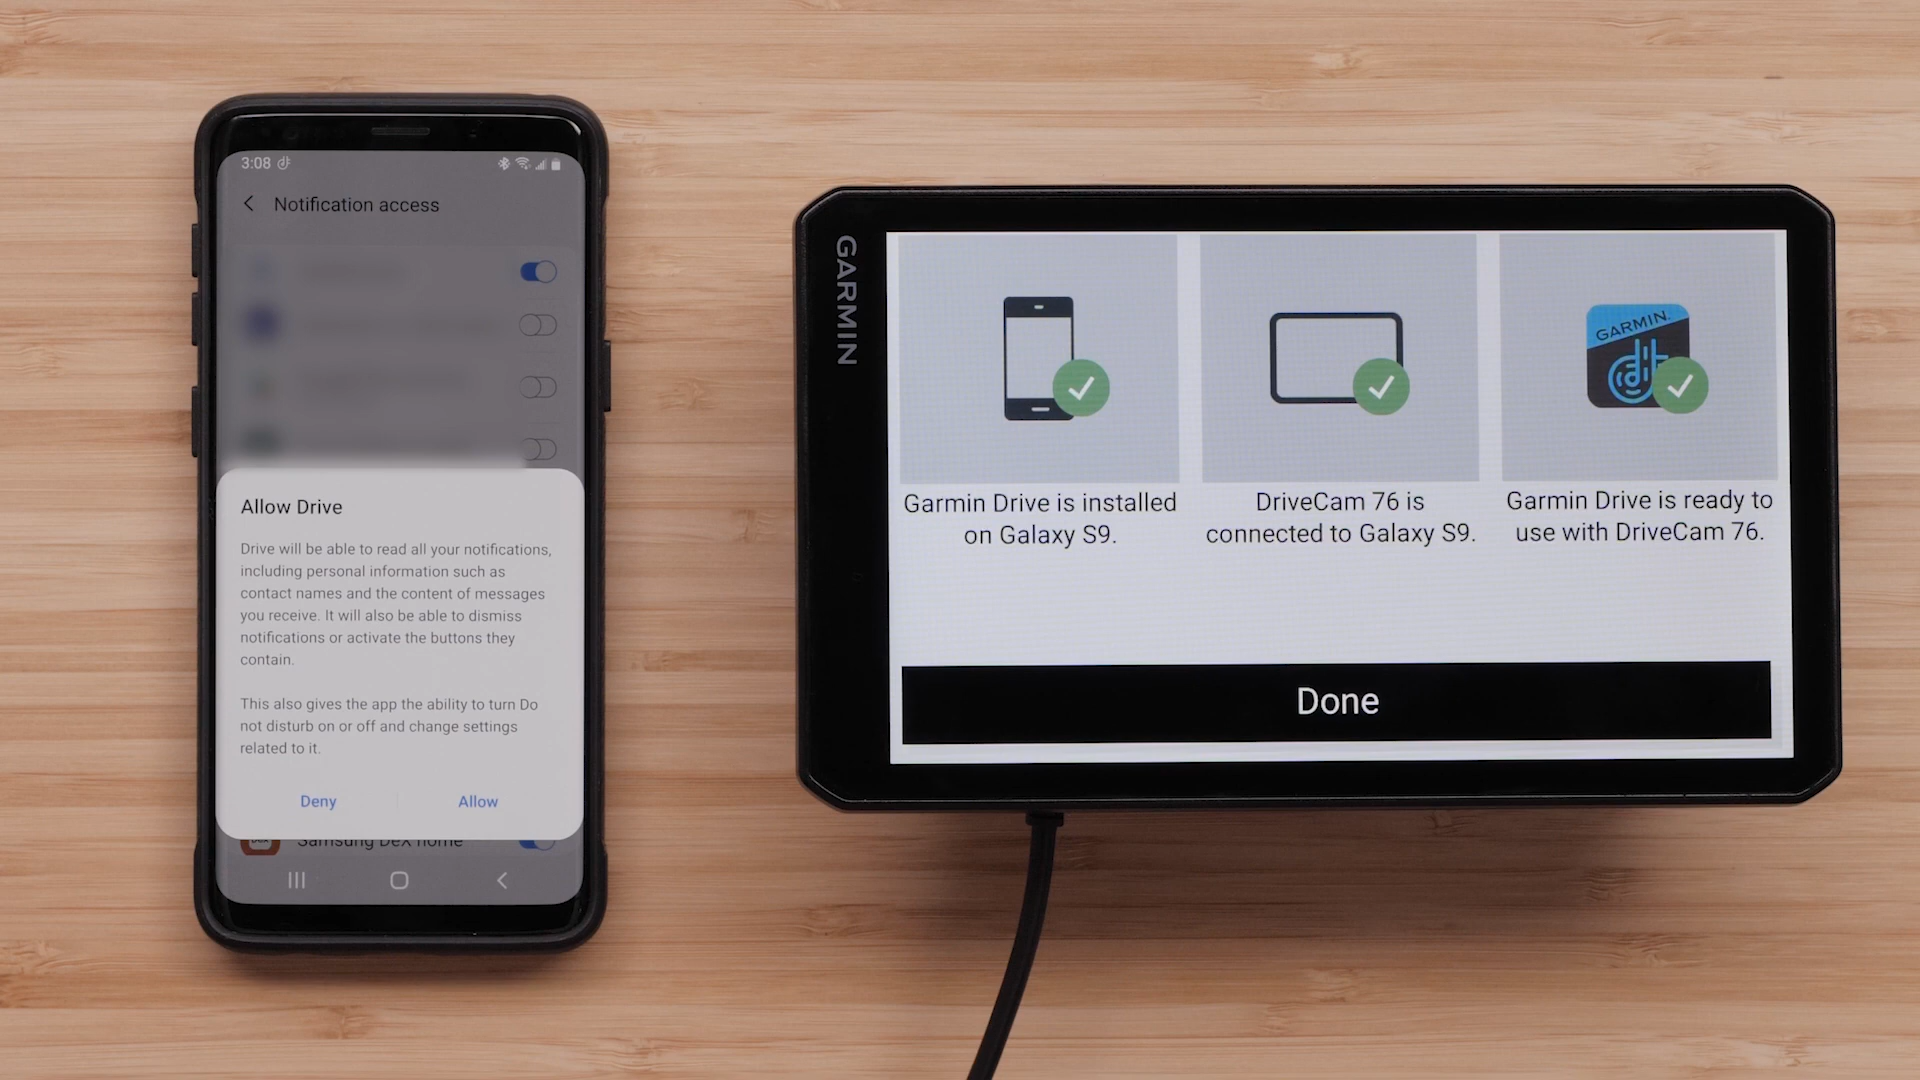 3:08
Notification access
Allow Drive
Drive will be able to read all your notifications,
including personal information such as
contact names and the content of messages
you receive. It will also be able to dismiss
notifications or activate the buttons they
contain.
This also gives the app the ability to turn Do
not disturb on or off and change settings
related to it.
Deny
Allow
Samsung DeX home
GARMIN
GARMIN
Garmin Drive is installed
on Galaxy S9.
DriveCam 76 is
connected to Galaxy S9.
Garmin Drive is ready to
use with DriveCam 76.
Done